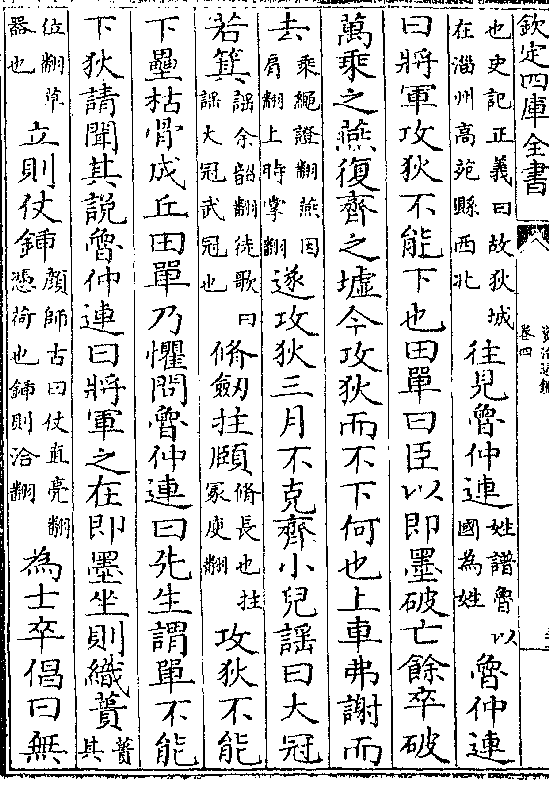 欽定四庫全書
資治通鑑
卷四
也史記正義曰故狄城在淄州高苑縣西北往見魯仲連姓譜魯以國為姓魯仲連
曰將軍攻狄不能下也田單曰臣以即墨破亡餘卒破
萬乘之燕復齊之墟今攻狄而不下何也上車弗謝而
去乘繩證翻燕因肩翻上時掌翻遂攻狄三月不克齊小兒謡曰大冠
若箕謡余韶翻徒歌曰謡大冠武冠也脩劔拄頤脩長也拄冢庾翻攻狄不能
下壘枯骨成丘田單乃懼問魯仲連曰先生謂單不能
下狄請聞其說魯仲連曰將軍之在即墨坐則織蕢蕢其
位翻草器也立則仗鍤顔師古曰仗直亮翻憑荷也鍤則洽翻為士卒倡曰無